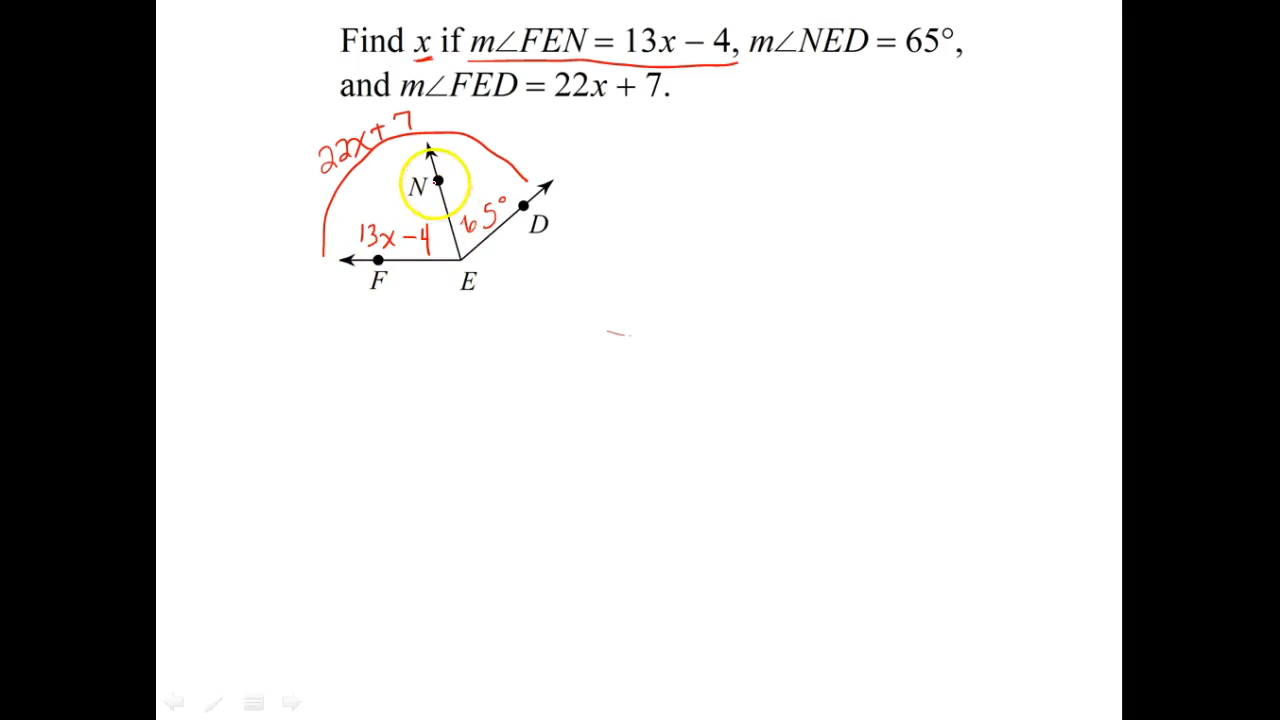 Find x if m∠FEN = 13x − 4, m∠NED = 65°,
and m∠FED = 22x + 7.
22x+7
N
65°
D
13x-4
F
E